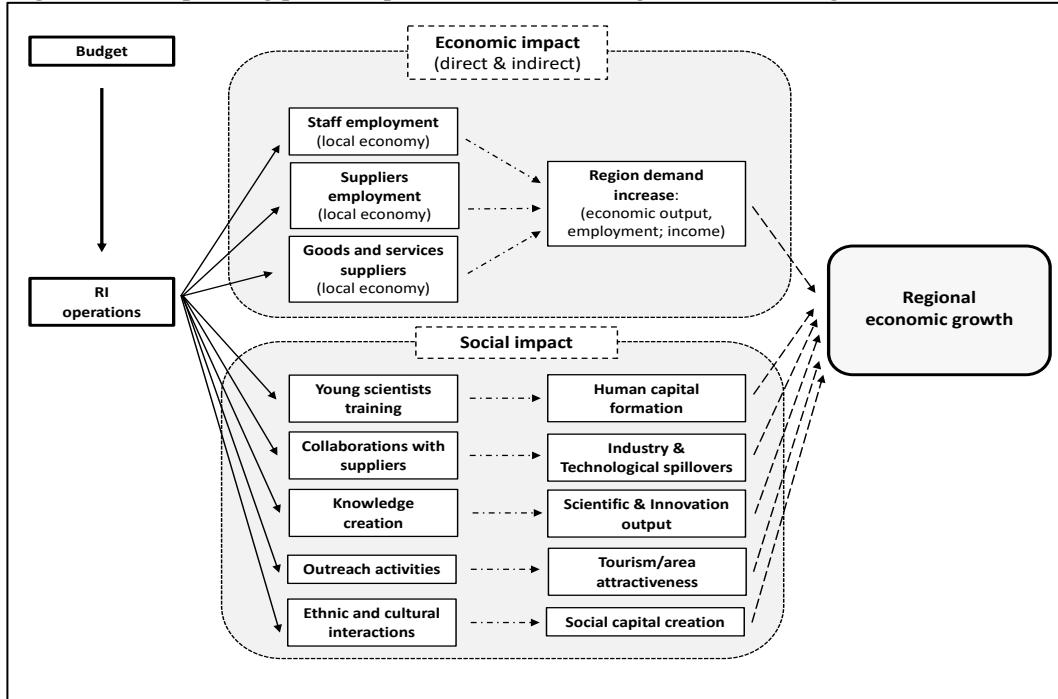 Budget
RI
operations
Economic impact
(direct & indirect)
Staff employment
(local economy)
Suppliers
employment
(local economy)
Goods and services
suppliers
(local economy)
Region demand
increase:
(economic output,
employment; income)
Social impact
Young scientists
training
Human capital
formation
Collaborations with
suppliers
Industry &
Technological spillovers
Knowledge
creation
Scientific & Innovation
output
Outreach activities
Tourism/area
attractiveness
Ethnic and cultural
interactions
Social capital creation
Regional
economic growth